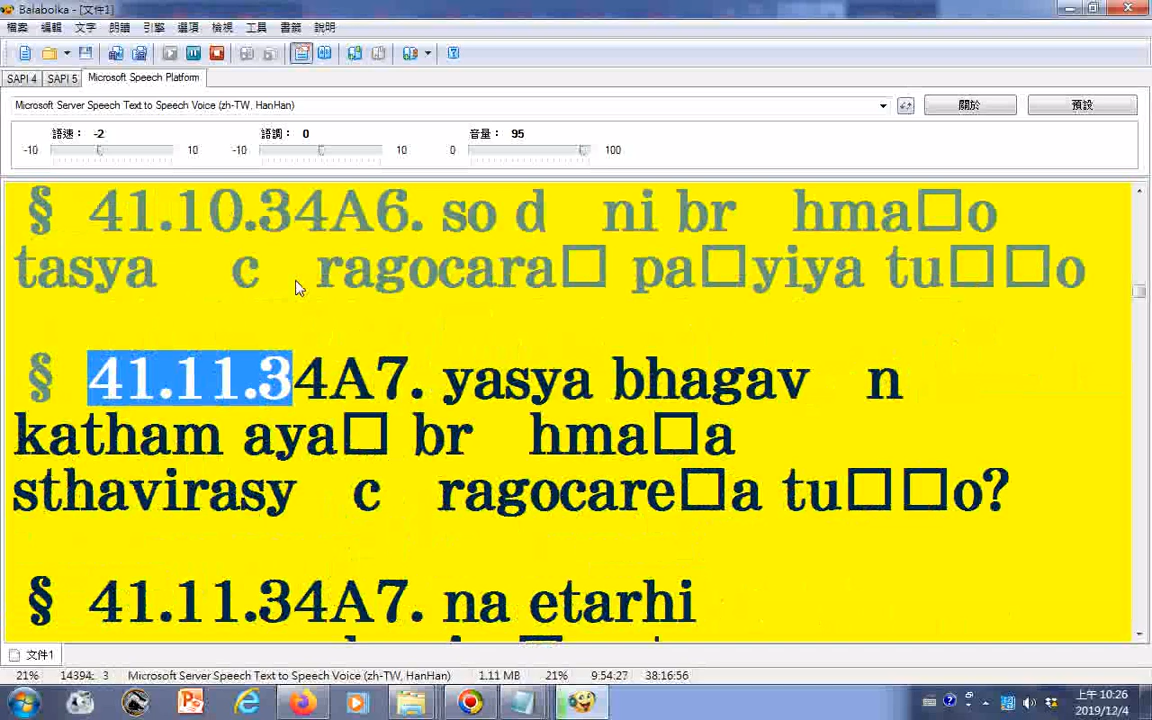 Balabolka - [文件1]
檔案 編輯 文字 朗讀 引擎 選項 檢視 工具 書籤 說明
SAPI 4 SAPI 5 Microsoft Speech Platform
Microsoft Server Speech Text to Speech Voice (zh-TW, HanHan) 關於 預設
語速： -2 語調： 0 音量： 95
-10 10 -10 10 0 100
§ 41.10.34A6. so d ni br hma□o
tasya c ragocara□ pa□yiya tu□□o
§ 41.11.34A7. yasya bhagav n
katham aya□ br hma□a
sthavirasy c ragocare□a tu□□o?
§ 41.11.34A7. na etarhi
文件1
21% 14394: 3 Microsoft Server Speech Text to Speech Voice (zh-TW, HanHan) 1.11 MB 21% 9:54:27 38:16:56
上午 10:26
2019/12/4